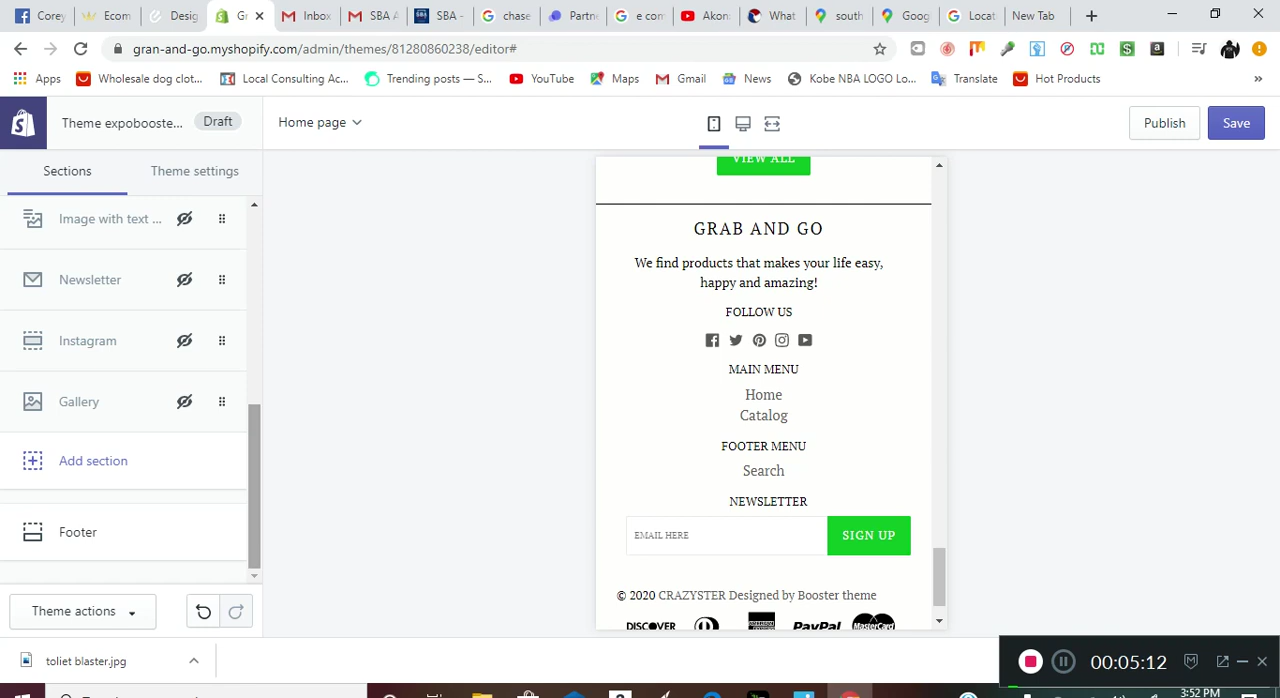 Corey
Ecom
Desig
Gr
Inbox
SBA A
SBA -
chase
Partne
e com
Akon:
What
south
Goog
Locat
New Tab
gran-and-go.myshopify.com/admin/themes/81280860238/editor#
Apps
Wholesale dog clot...
Local Consulting Ac...
Trending posts — S...
YouTube
Maps
Gmail
News
Kobe NBA LOGO Lo...
Translate
Hot Products
Theme expobooste...
Draft
Home page
Publish
Save
Sections
Theme settings
Image with text ...
Newsletter
Instagram
Gallery
Add section
Footer
Theme actions
VIEW ALL
GRAB AND GO
We find products that makes your life easy,
happy and amazing!
FOLLOW US
MAIN MENU
Home
Catalog
FOOTER MENU
Search
NEWSLETTER
EMAIL HERE
SIGN UP
© 2020 CRAZYSTER Designed by Booster theme
DISCOVER
PayPal
MasterCard
toliet blaster.jpg
00:05:12
3:52 PM